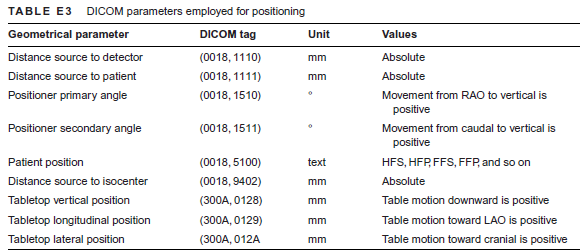 TABLE E3 DICOM parameters employed for positioning
Geometrical parameter DICOM tag Unit Values
Distance source to detector (0018, 1110) mm Absolute
Distance source to patient (0018, 1111) mm Absolute
Positioner primary angle (0018, 1510) ° Movement from RAO to vertical is
positive
Positioner secondary angle (0018, 1511) ° Movement from caudal to vertical is
positive
Patient position (0018, 5100) text HFS, HFP, FFS, FFP, and so on
Distance source to isocenter (0018, 9402) mm Absolute
Tabletop vertical position (300A, 0128) mm Table motion downward is positive
Tabletop longitudinal position (300A, 0129) mm Table motion toward LAO is positive
Tabletop lateral position (300A, 012A mm Table motion toward cranial is positive